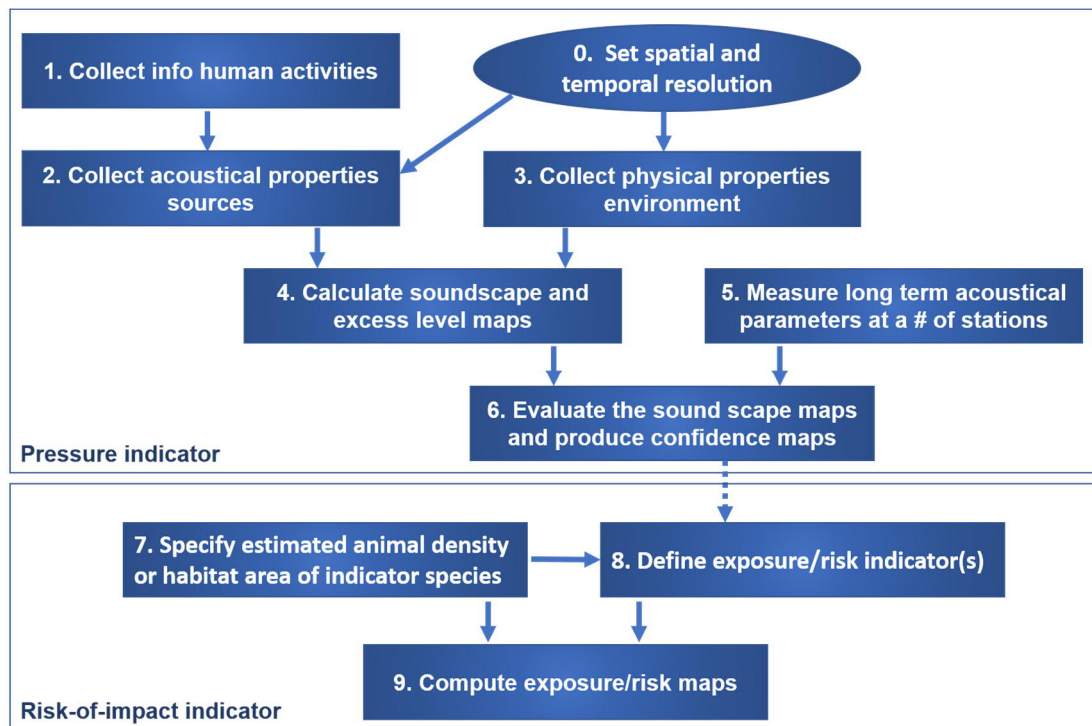 1. Collect info human activities
0. Set spatial and
temporal resolution
2. Collect acoustical properties
sources
3. Collect physical properties
environment
4. Calculate soundscape and
excess level maps
5. Measure long term acoustical
parameters at a # of stations
6. Evaluate the sound scape maps
and produce confidence maps
Pressure indicator
7. Specify estimated animal density
or habitat area of indicator species
8. Define exposure/risk indicator(s)
9. Compute exposure/risk maps
Risk-of-impact indicator